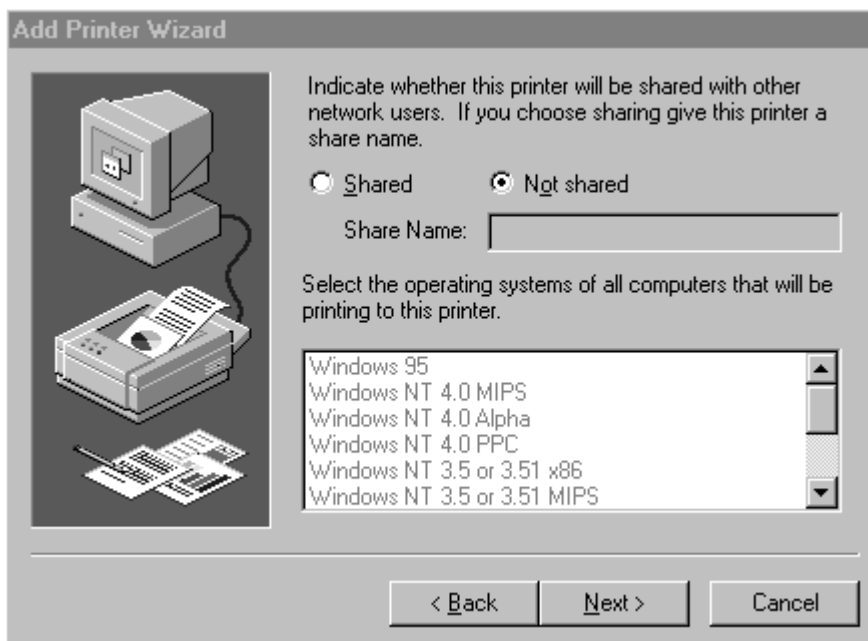 Add Printer Wizard
Indicate whether this printer will be shared with other
network users.  If you choose sharing give this printer a
share name.
Shared
Not shared
Share Name:
Select the operating systems of all computers that will be
printing to this printer.
Windows 95
Windows NT 4.0 MIPS
Windows NT 4.0 Alpha
Windows NT 4.0 PPC
Windows NT 3.5 or 3.51 x86
Windows NT 3.5 or 3.51 MIPS
< Back
Next >
Cancel